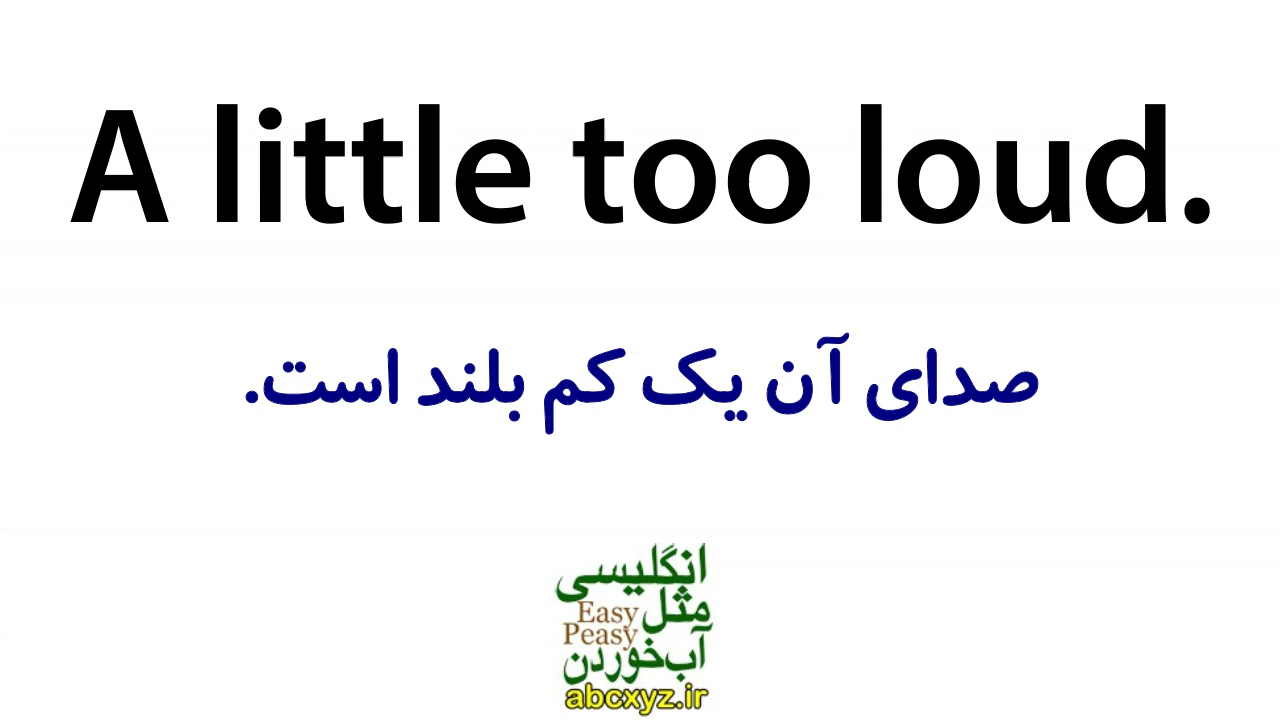 A little too loud.
صدای آن یک کم بلند است.
انگلیسی
مثل Easy
Peasy
آب‌خوردن
abcxyz.ir